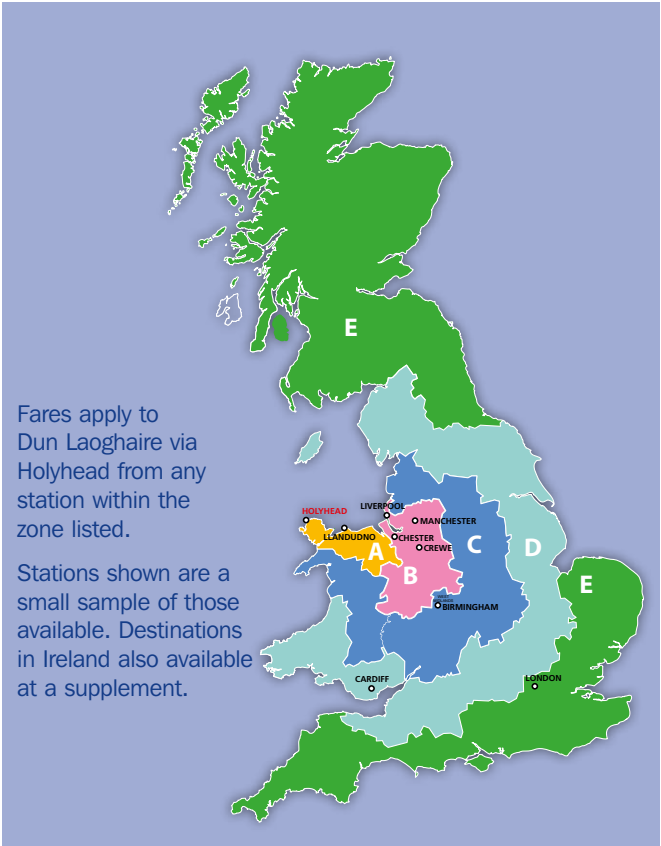 E
Fares apply to
Dun Laoghaire via
Holyhead from any
station within the
zone listed.
Stations shown are a
small sample of those
available. Destinations
in Ireland also available
at a supplement.
LIVERPOOL
HOLYHEAD
MANCHESTER
LLANDUDNO
CHESTER
CREWE
A
B
C
D
E
BIRMINGHAM
CARDIFF
LONDON